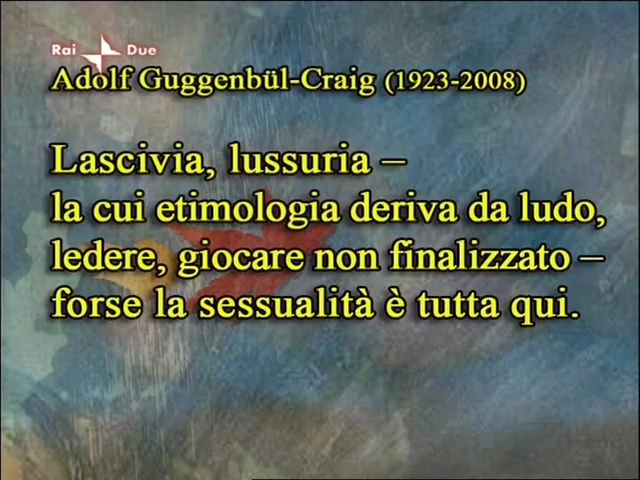 Rai Due
Adolf Guggenbül-Craig (1923-2008)
Lascivia, lussuria –
la cui etimologia deriva da ludo,
ledere, giocare non finalizzato –
forse la sessualità è tutta qui.